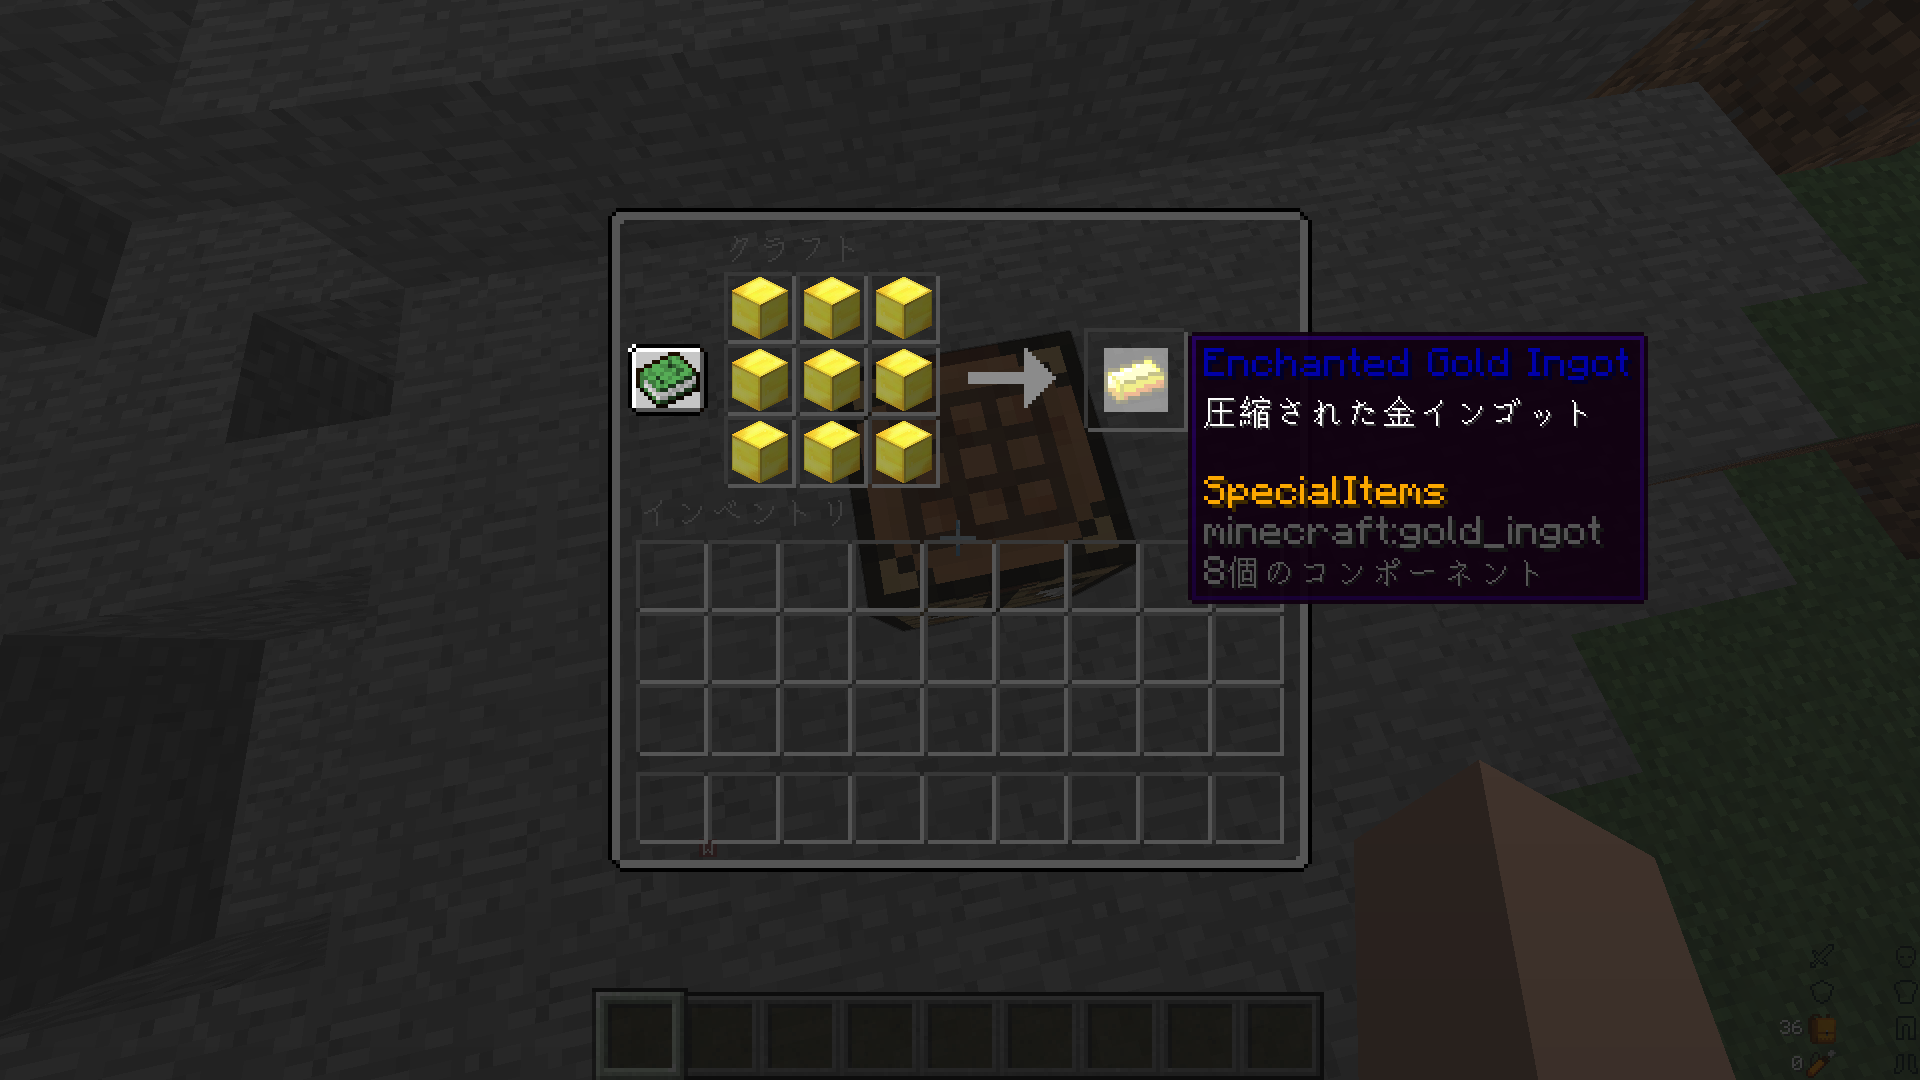 クラフト
Enchanted Gold Ingot
圧縮された金インゴット
SpecialItems
minecraft:gold_ingot
8個のコンポーネント
インベントリ
W
36
0